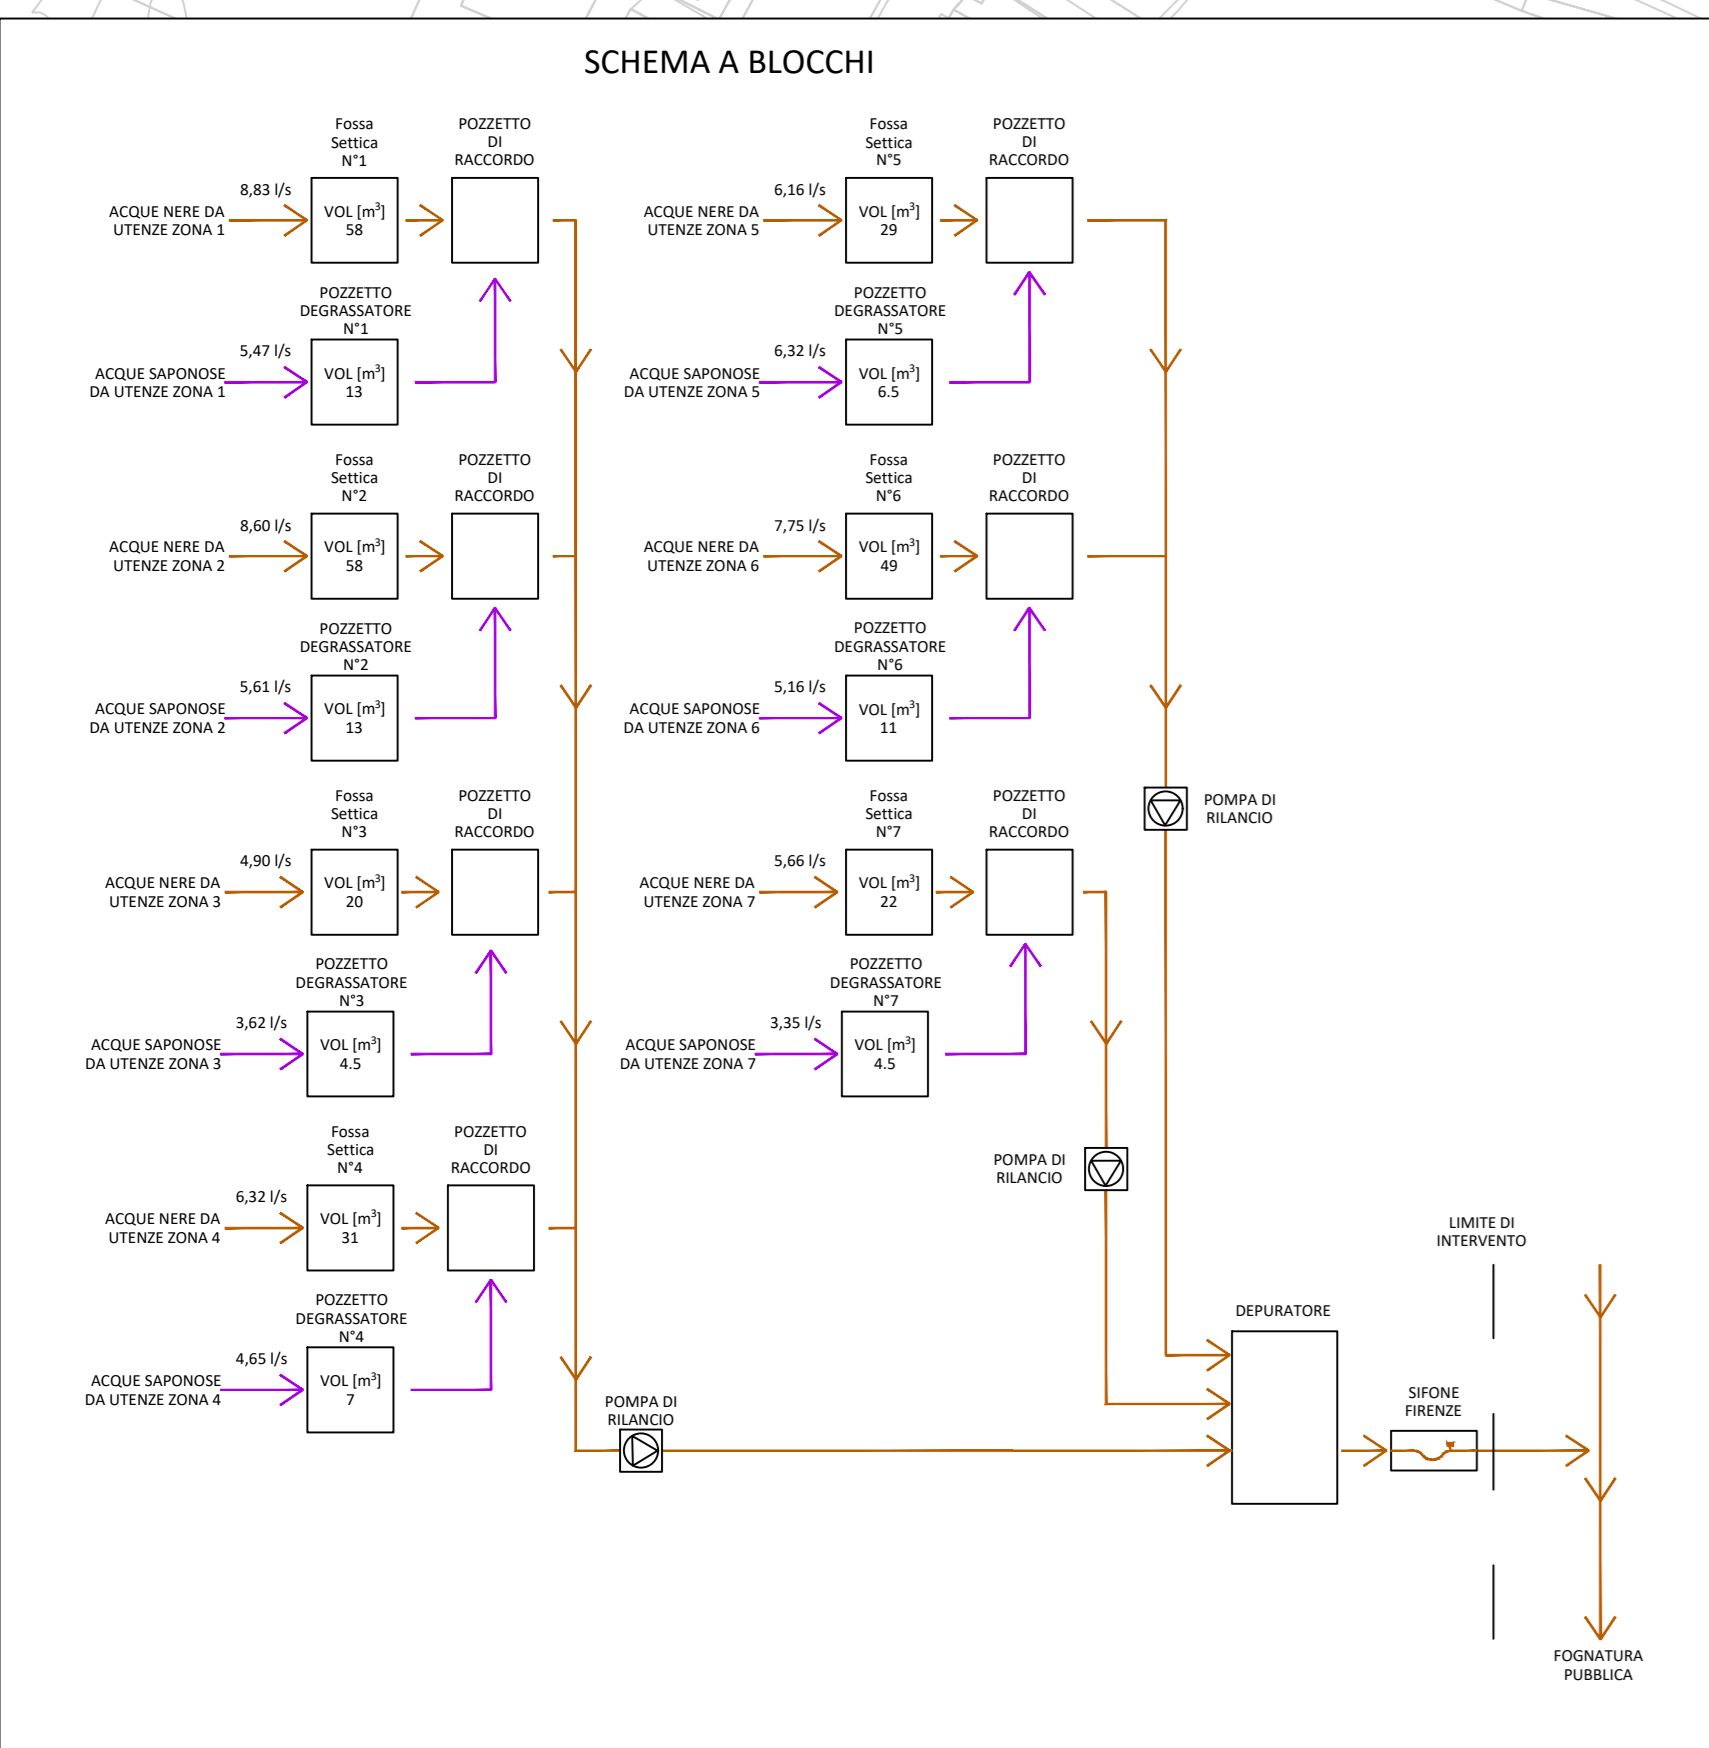 SCHEMA A BLOCCHI
Fossa
Settica
N°1
POZZETTO
DI
RACCORDO
8,83 l/s
ACQUE NERE DA
UTENZE ZONA 1
VOL [m³]
58
POZZETTO
DEGRASSATORE
N°1
5,47 l/s
ACQUE SAPONOSE
DA UTENZE ZONA 1
VOL [m³]
13
Fossa
Settica
N°2
POZZETTO
DI
RACCORDO
8,60 l/s
ACQUE NERE DA
UTENZE ZONA 2
VOL [m³]
58
POZZETTO
DEGRASSATORE
N°2
5,61 l/s
ACQUE SAPONOSE
DA UTENZE ZONA 2
VOL [m³]
13
Fossa
Settica
N°3
POZZETTO
DI
RACCORDO
4,90 l/s
ACQUE NERE DA
UTENZE ZONA 3
VOL [m³]
20
POZZETTO
DEGRASSATORE
N°3
3,62 l/s
ACQUE SAPONOSE
DA UTENZE ZONA 3
VOL [m³]
4.5
Fossa
Settica
N°4
POZZETTO
DI
RACCORDO
6,32 l/s
ACQUE NERE DA
UTENZE ZONA 4
VOL [m³]
31
POZZETTO
DEGRASSATORE
N°4
4,65 l/s
ACQUE SAPONOSE
DA UTENZE ZONA 4
VOL [m³]
7
POMPA DI
RILANCIO
Fossa
Settica
N°5
POZZETTO
DI
RACCORDO
6,16 l/s
ACQUE NERE DA
UTENZE ZONA 5
VOL [m³]
29
POZZETTO
DEGRASSATORE
N°5
6,32 l/s
ACQUE SAPONOSE
DA UTENZE ZONA 5
VOL [m³]
6.5
Fossa
Settica
N°6
POZZETTO
DI
RACCORDO
7,75 l/s
ACQUE NERE DA
UTENZE ZONA 6
VOL [m³]
49
POZZETTO
DEGRASSATORE
N°6
5,16 l/s
ACQUE SAPONOSE
DA UTENZE ZONA 6
VOL [m³]
11
Fossa
Settica
N°7
POZZETTO
DI
RACCORDO
5,66 l/s
ACQUE NERE DA
UTENZE ZONA 7
VOL [m³]
22
POZZETTO
DEGRASSATORE
N°7
3,35 l/s
ACQUE SAPONOSE
DA UTENZE ZONA 7
VOL [m³]
4.5
POMPA DI
RILANCIO
POMPA DI
RILANCIO
DEPURATORE
SIFONE
FIRENZE
LIMITE DI
INTERVENTO
FOGNATURA
PUBBLICA